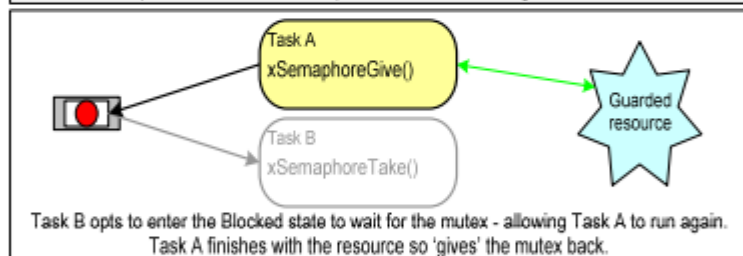 Task A
xSemaphoreGive()
Guarded
resource
Task B
xSemaphoreTake()
Task B opts to enter the Blocked state to wait for the mutex - allowing Task A to run again.
Task A finishes with the resource so 'gives' the mutex back.